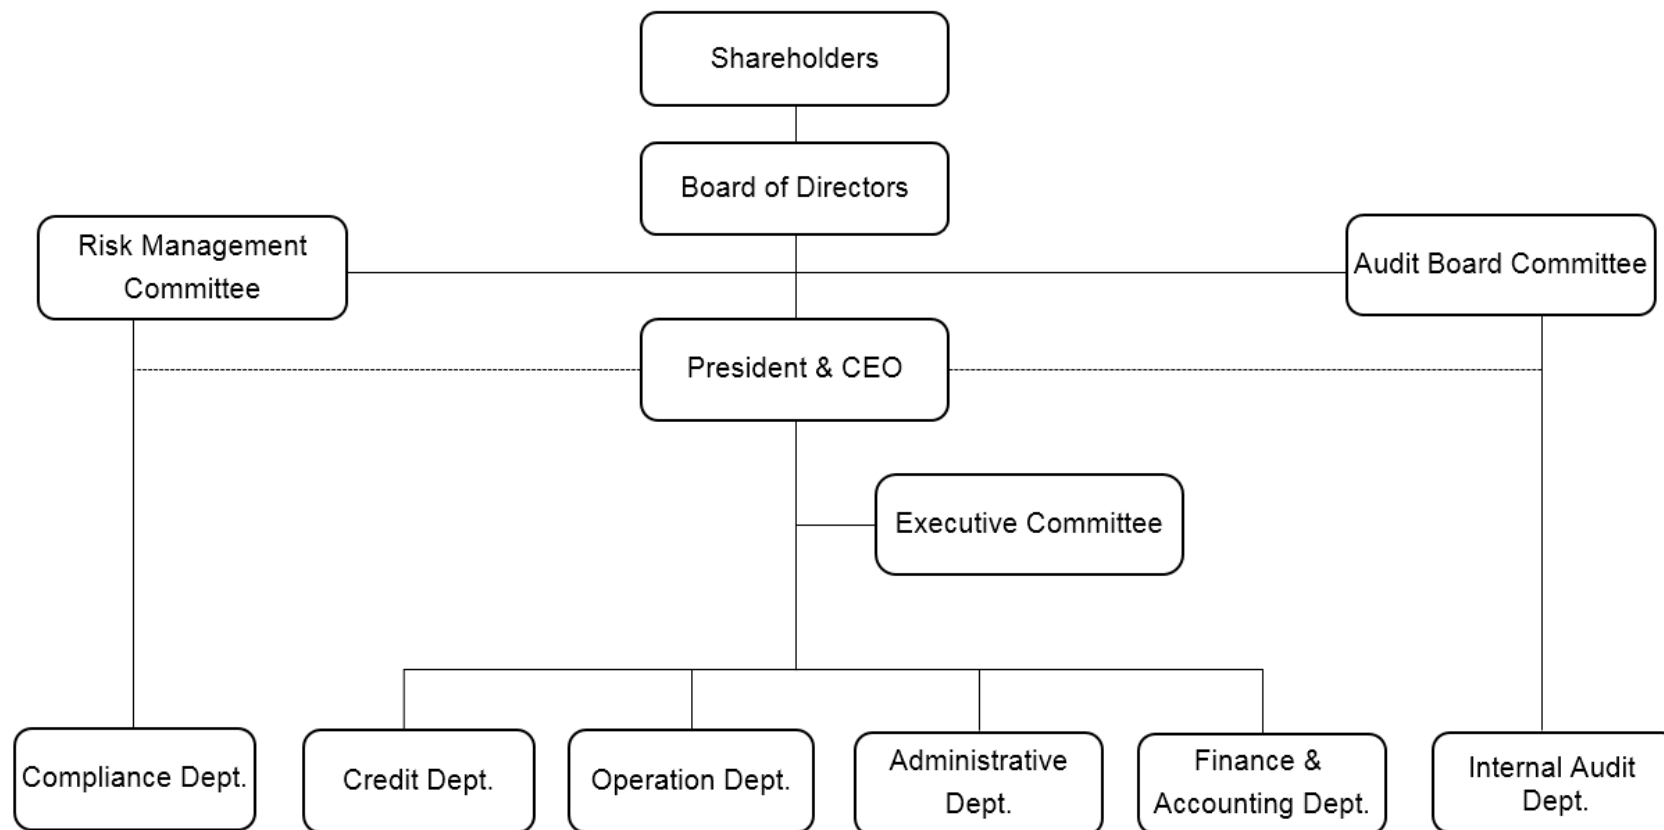 Shareholders
Board of Directors
Risk Management
Committee
Audit Board Committee
President & CEO
Executive Committee
Compliance Dept.
Credit Dept.
Operation Dept.
Administrative
Dept.
Finance &
Accounting Dept.
Internal Audit
Dept.